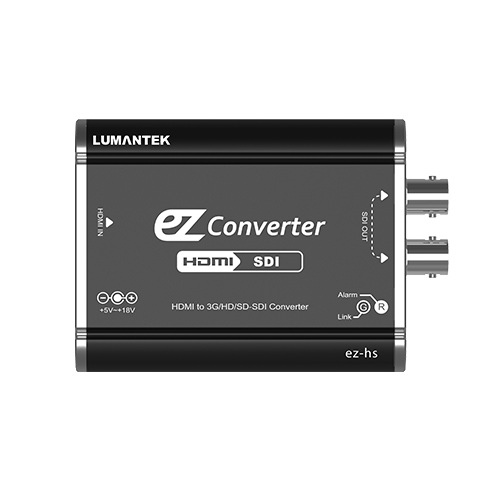 LUMANTEK
HDMI IN
SDI OUT
ez Converter
HDMI SDI
+5V~+18V
HDMI to 3G/HD/SD-SDI Converter
Alarm
Link
G
R
ez-hs